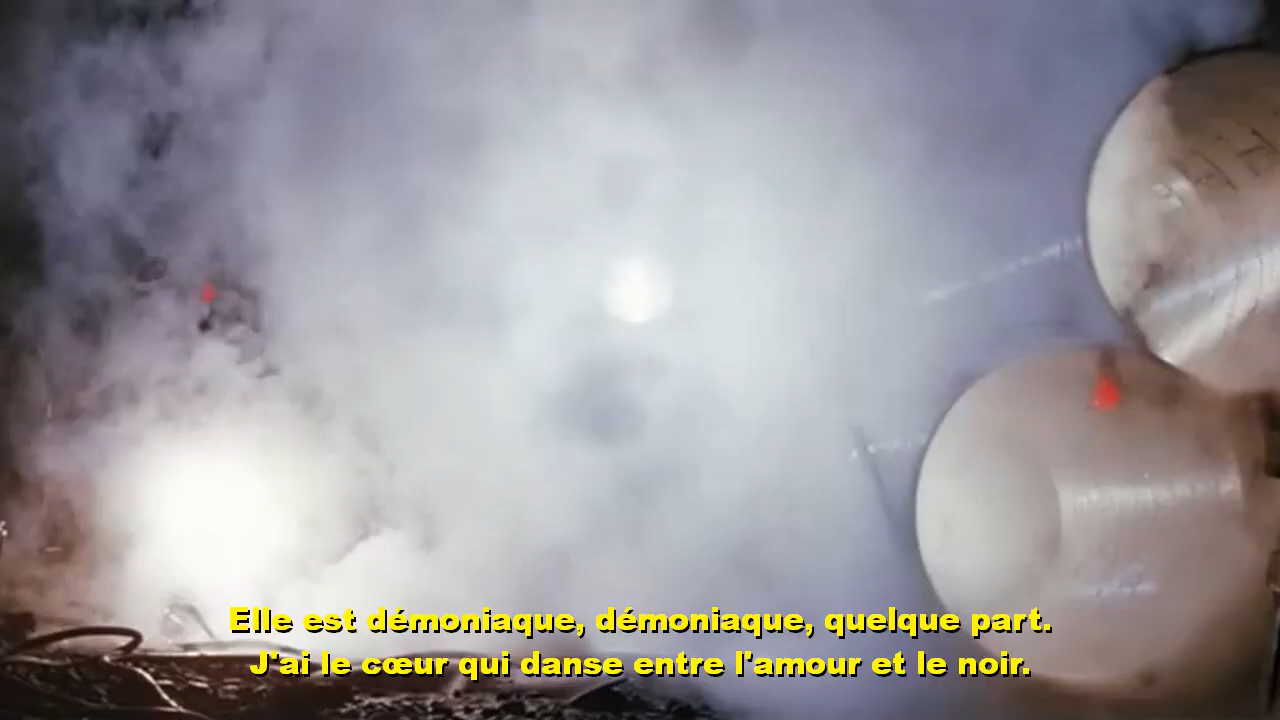 Elle est démoniaque, démoniaque, quelque part.
J'ai le cœur qui danse entre l'amour et le noir.